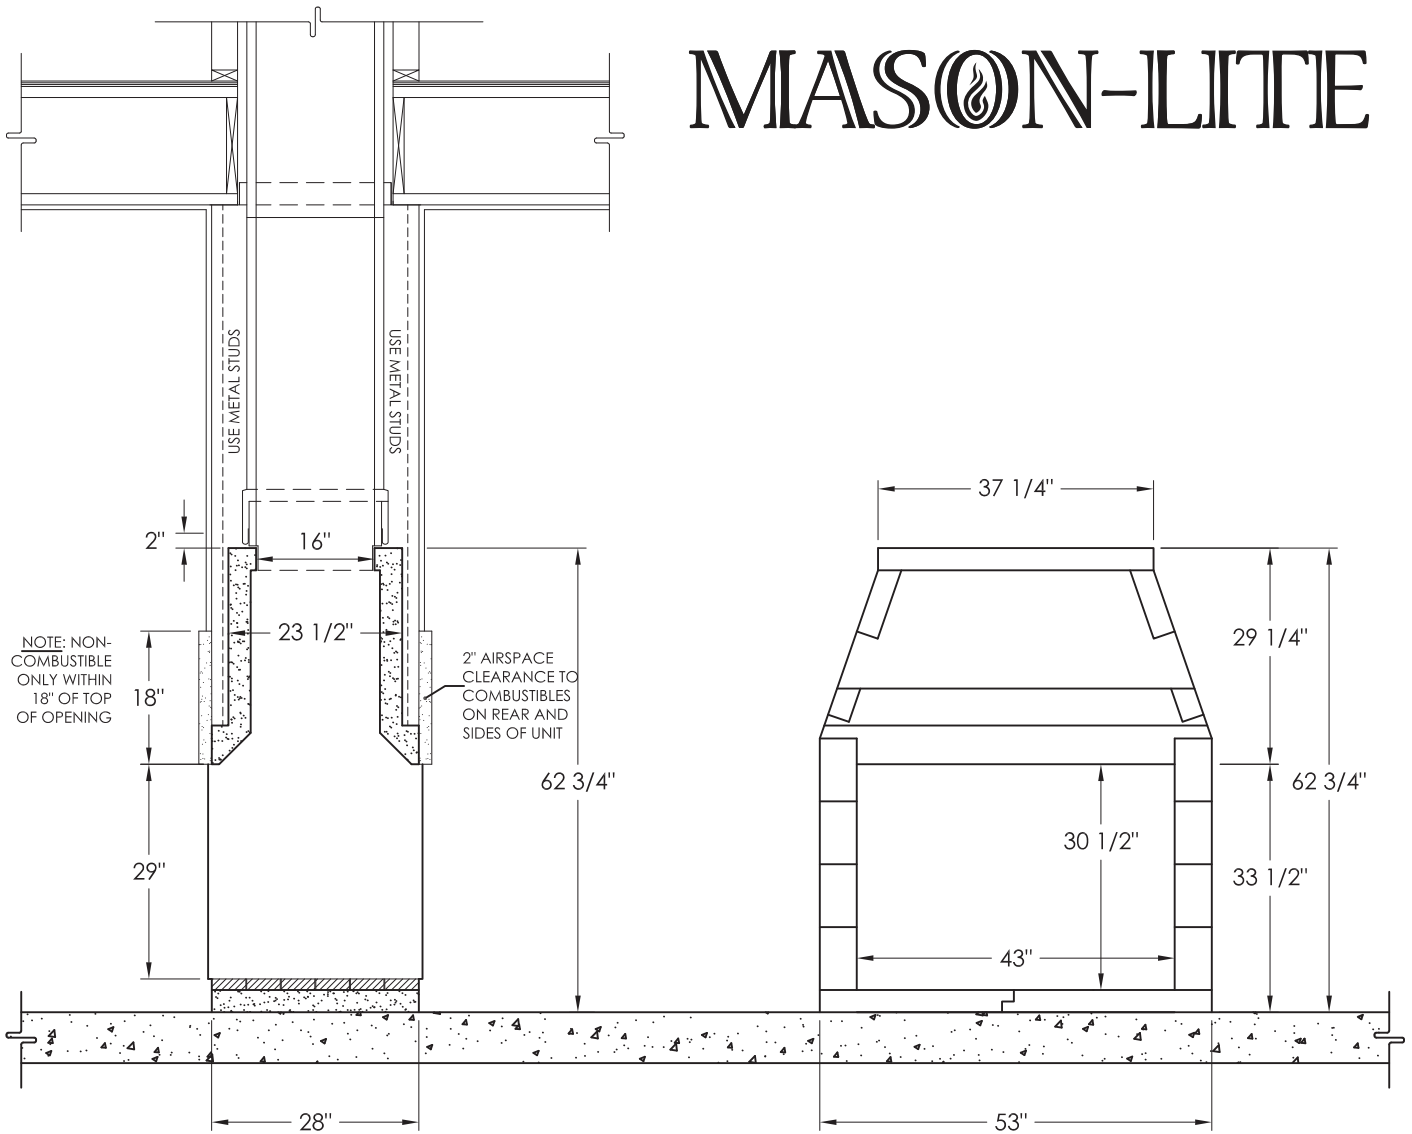 MASON-LITE
USE METAL STUDS
USE METAL STUDS
37 1/4"
2"
16"
23 1/2"
29 1/4"
NOTE: NON-
COMBUSTIBLE
ONLY WITHIN
18" OF TOP
OF OPENING
18"
2" AIRSPACE
CLEARANCE TO
COMBUSTIBLES
ON REAR AND
SIDES OF UNIT
62 3/4"
62 3/4"
30 1/2"
29"
33 1/2"
43"
28"
53"